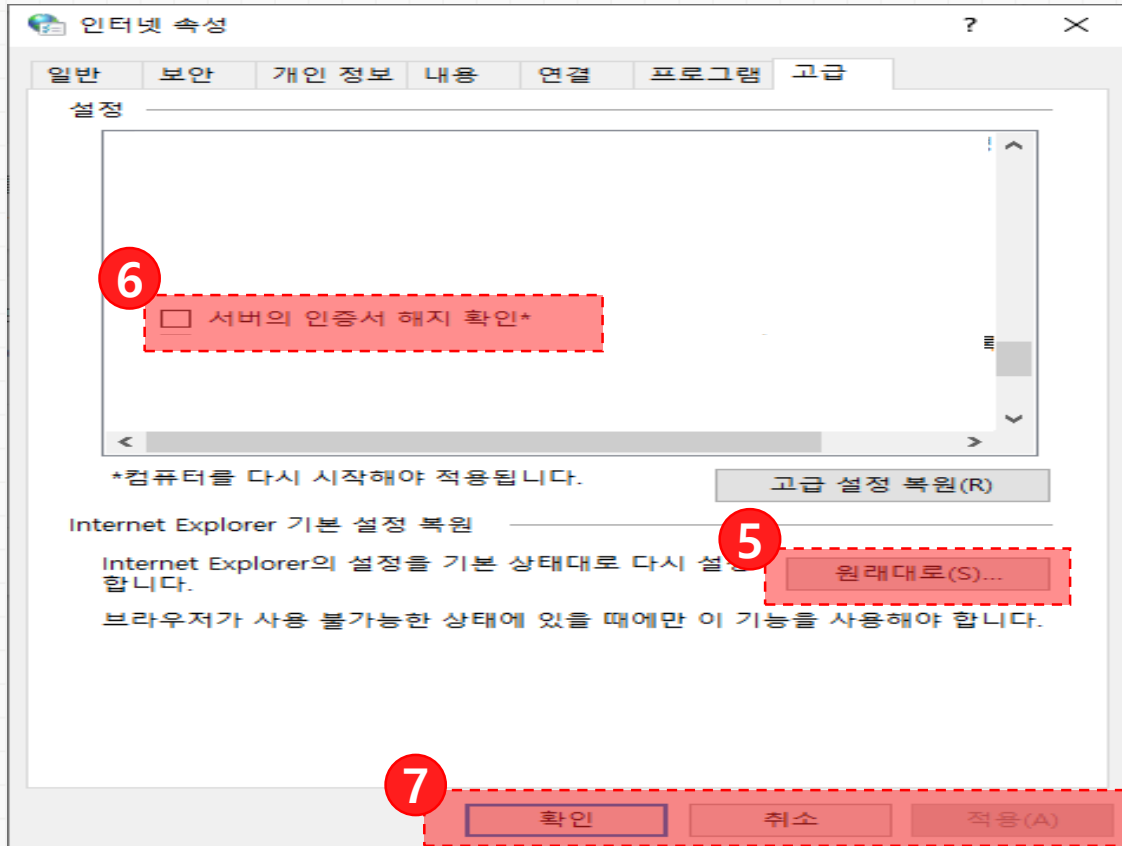 인터넷 속성 ?
일반 보안 개인 정보 내용 연결 프로그램 고급
설정
6
서버의 인증서 해지 확인*
*컴퓨터를 다시 시작해야 적용됩니다.
고급 설정 복원(R)
Internet Explorer 기본 설정 복원
5
Internet Explorer의 설정을 기본 상태대로 다시 설정
합니다.
원래대로(S)...
브라우저가 사용 불가능한 상태에 있을 때에만 이 기능을 사용해야 합니다.
7
확인 취소 적용(A)